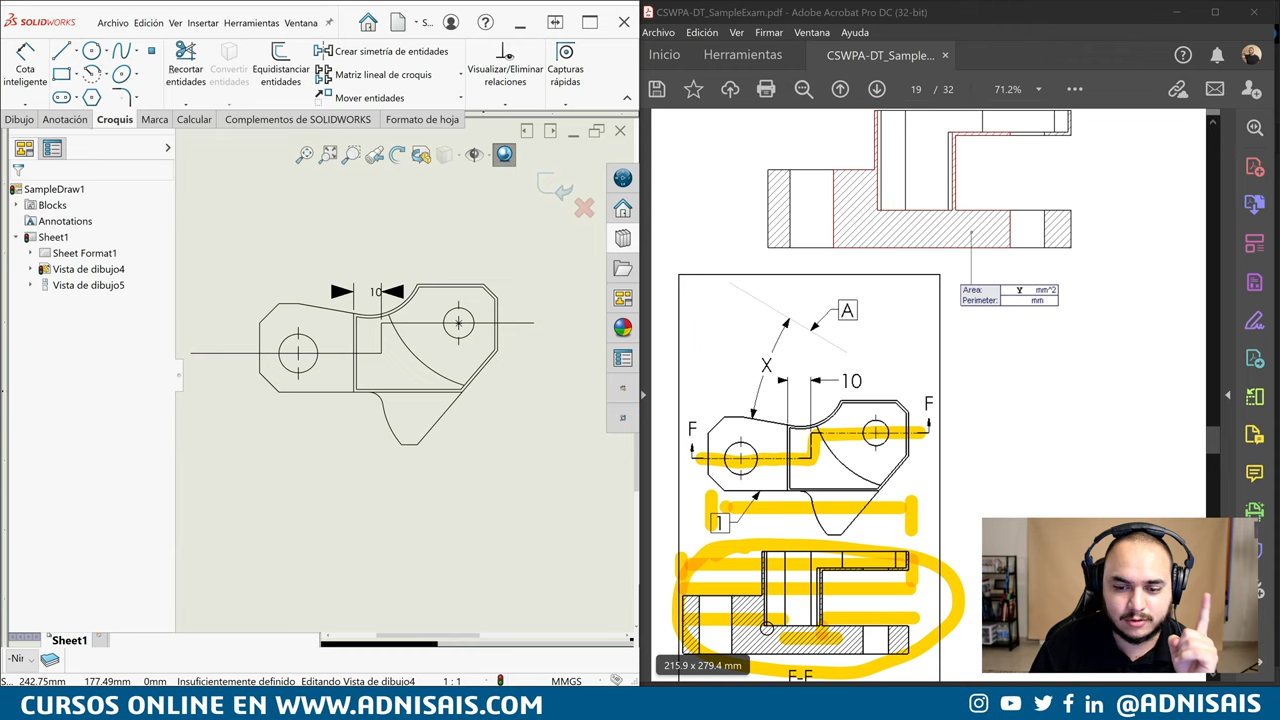 SOLIDWORKS
Archivo Edición Ver Insertar Herramientas Ventana
S...
Cota inteligente
Recortar entidades
Convertir entidades
Equidistanciar entidades
Crear simetría de entidades
Matriz lineal de croquis
Mover entidades
Visualizar/Eliminar relaciones
Capturas rápidas
Dibujo Anotación Croquis Marca Calcular Complementos de SOLIDWORKS Formato de hoja
SampleDraw1
Blocks
Annotations
Sheet1
Sheet Format1
Vista de dibujo4
Vista de dibujo5
10
Sheet1
S... 242.75mm 177.49mm 0mm Insuficientemente definido Editando Vista de dibujo4 1 : 1 MMGS
CSWPA-DT_SampleExam.pdf - Adobe Acrobat Pro DC (32-bit)
Archivo Edición Ver Firmar Ventana Ayuda
Inicio Herramientas CSWPA-DT_Sample... ×
19 / 32 71.2%
Area: Y mm^2
Perimeter: mm
A
X
10
F
F
1
F-F
215.9 x 279.4 mm
CURSOS ONLINE EN WWW.ADNISAIS.COM
@ADNISAIS